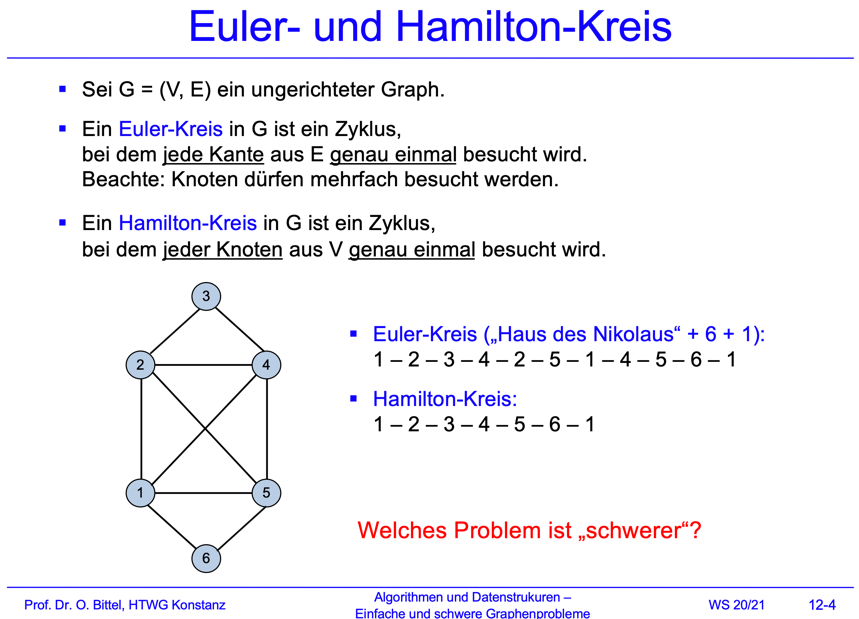 Euler- und Hamilton-Kreis
▪ Sei G = (V, E) ein ungerichteter Graph.
▪ Ein Euler-Kreis in G ist ein Zyklus,
bei dem jede Kante aus E genau einmal besucht wird.
Beachte: Knoten dürfen mehrfach besucht werden.
▪ Ein Hamilton-Kreis in G ist ein Zyklus,
bei dem jeder Knoten aus V genau einmal besucht wird.
3
2
4
1
5
6
▪ Euler-Kreis („Haus des Nikolaus“ + 6 + 1):
1 – 2 – 3 – 4 – 2 – 5 – 1 – 4 – 5 – 6 – 1
▪ Hamilton-Kreis:
1 – 2 – 3 – 4 – 5 – 6 – 1
Welches Problem ist „schwerer“?
Prof. Dr. O. Bittel, HTWG Konstanz
Algorithmen und Datenstrukuren –
Einfache und schwere Graphenprobleme
WS 20/21
12-4